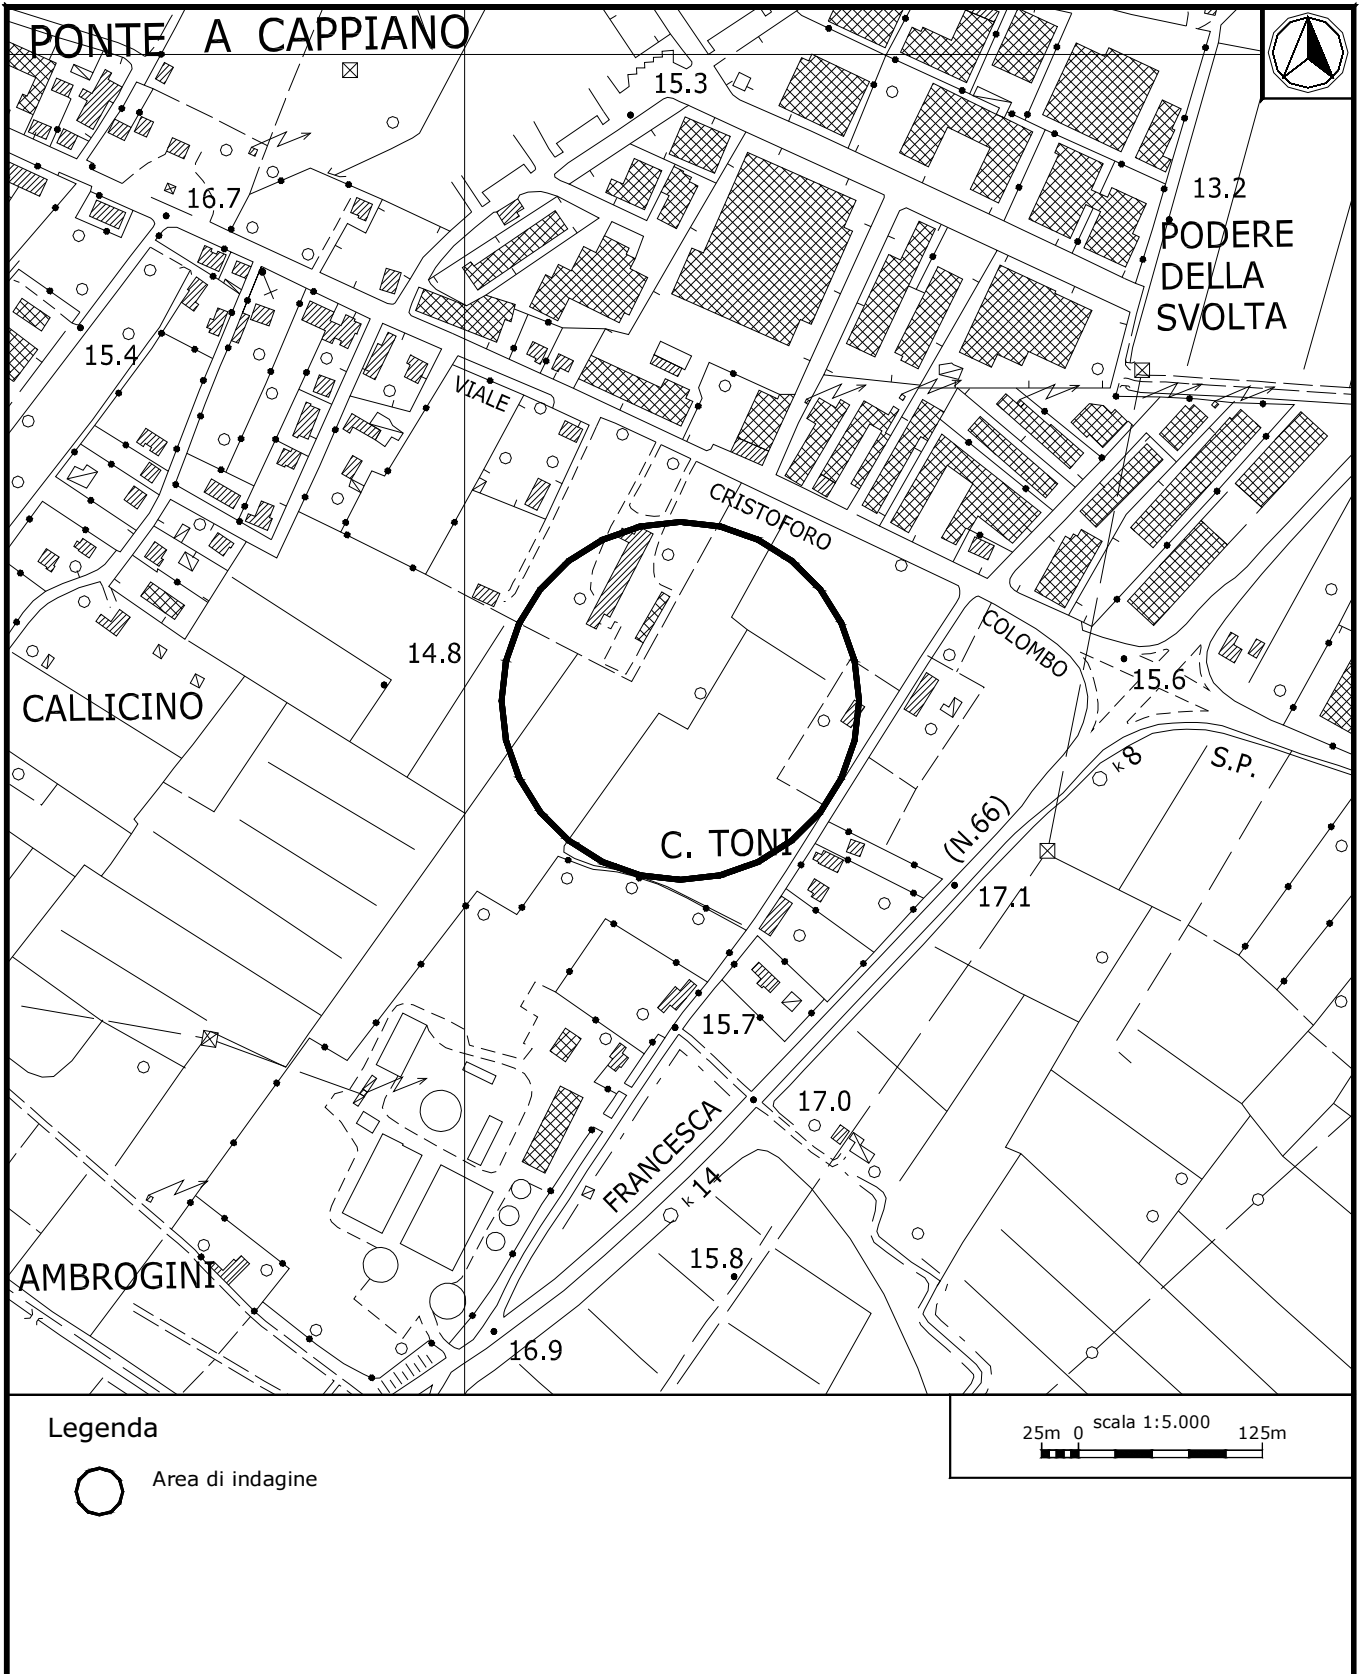 PONTE A CAPPIANO
15.3
16.7
13.2
PODERE
DELLA
SVOLTA
15.4
VIALE
CRISTOFORO
14.8
COLOMBO
15.6
CALLICINO
S.P.
k 8
C. TONI
(N.66)
17.1
15.7
17.0
FRANCESCA
k 14
15.8
AMBROGINI
16.9
Legenda
Area di indagine
scala 1:5.000
25m 0 125m